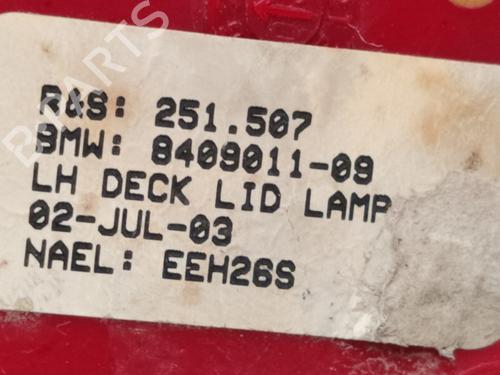 R&S: 251.507
BMW: 8409011-09
LH DECK LID LAMP
02-JUL-03
NAEL: EEH26S